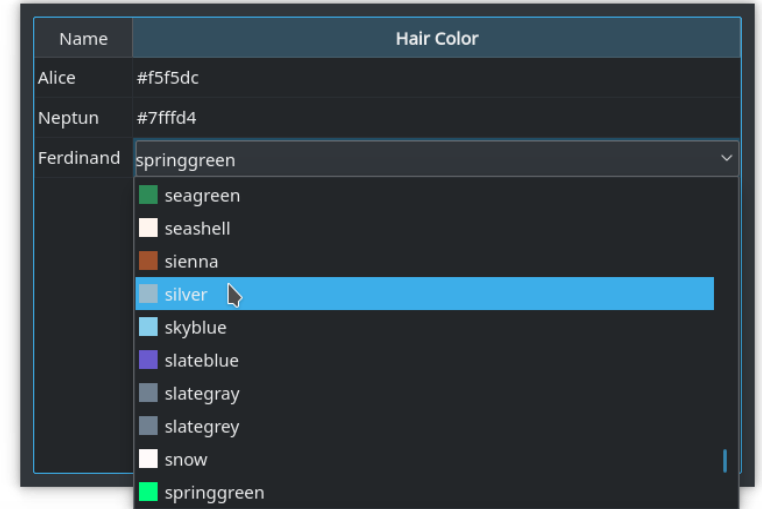 Name Hair Color
Alice #f5f5dc
Neptun #7fffd4
Ferdinand springgreen
seagreen
seashell
sienna
silver
skyblue
slateblue
slategray
slategrey
snow
springgreen